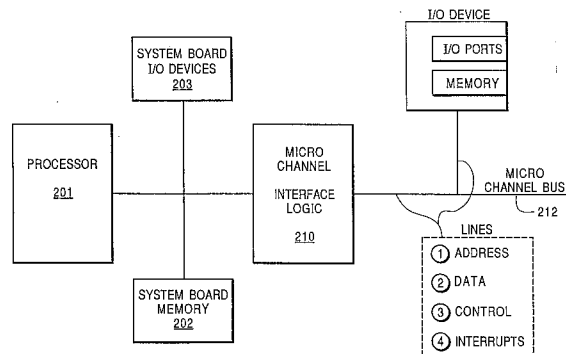 I/O DEVICE
I/O PORTS
MEMORY
SYSTEM BOARD
I/O DEVICES
203
PROCESSOR
201
MICRO
CHANNEL
INTERFACE
LOGIC
210
MICRO
CHANNEL BUS
212
SYSTEM BOARD
MEMORY
202
LINES
1 ADDRESS
2 DATA
3 CONTROL
4 INTERRUPTS